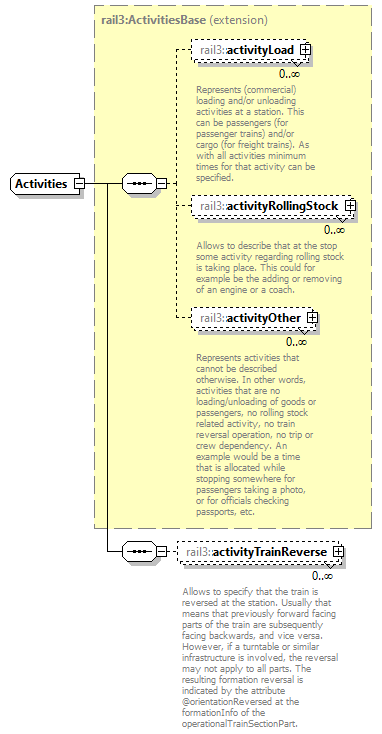 rail3:ActivitiesBase (extension)
rail3::activityLoad
0..∞
Represents (commercial)
loading and/or unloading
activities at a station. This
can be passengers (for
passenger trains) and/or
cargo (for freight trains). As
with all activities minimum
times for that activity can be
specified.
Activities
rail3::activityRollingStock
0..∞
Allows to describe that at the stop
some activity regarding rolling stock
is taking place. This could for
example be the adding or removing
of an engine or a coach.
rail3::activityOther
0..∞
Represents activities that
cannot be described
otherwise. In other words,
activities that are no
loading/unloading of goods or
passengers, no rolling stock
related activity, no train
reversal operation, no trip or
crew dependency. An
example would be a time
that is allocated while
stopping somewhere for
passengers taking a photo,
or for officials checking
passports, etc.
rail3::activityTrainReverse
0..∞
Allows to specify that the train is
reversed at the station. Usually that
means that previously forward facing
parts of the train are subsequently
facing backwards, and vice versa.
However, if a turntable or similar
infrastructure is involved, the reversal
may not apply to all parts. The
resulting formation reversal is
indicated by the attribute
@orientationReversed at the
formationInfo of the
operationalTrainSectionPart.